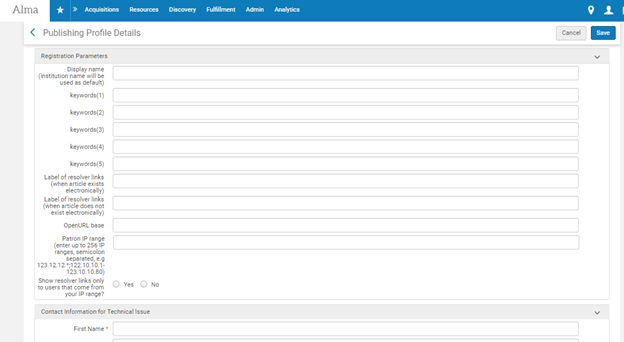 Alma
Acquisitions Resources Discovery Fulfillment Admin Analytics
Publishing Profile Details
Cancel Save
Registration Parameters
Display name
(institution name will be
used as default)
keywords(1)
keywords(2)
keywords(3)
keywords(4)
keywords(5)
Label of resolver links
(when article exists
electronically)
Label of resolver links
(when article does not
exist electronically)
OpenURL base
Patron IP range
(enter up to 256 IP
ranges, semicolon
separated, e.g
123.12.12.*;122.10.10.1-
123.10.10.80)
Show resolver links only
to users that come from
your IP range?
Yes No
Contact Information for Technical Issue
First Name *